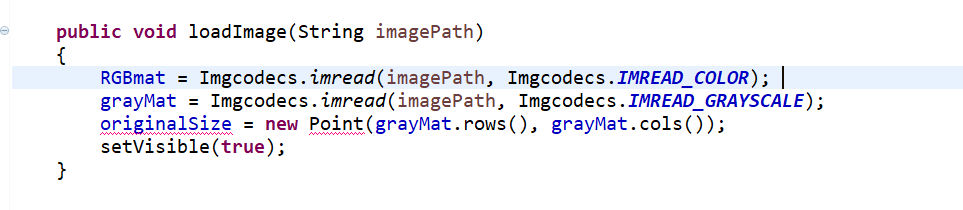 public void loadImage(String imagePath)
{
RGBmat = Imgcodecs.imread(imagePath, Imgcodecs.IMREAD_COLOR);
grayMat = Imgcodecs.imread(imagePath, Imgcodecs.IMREAD_GRAYSCALE);
originalSize = new Point(grayMat.rows(), grayMat.cols());
setVisible(true);
}